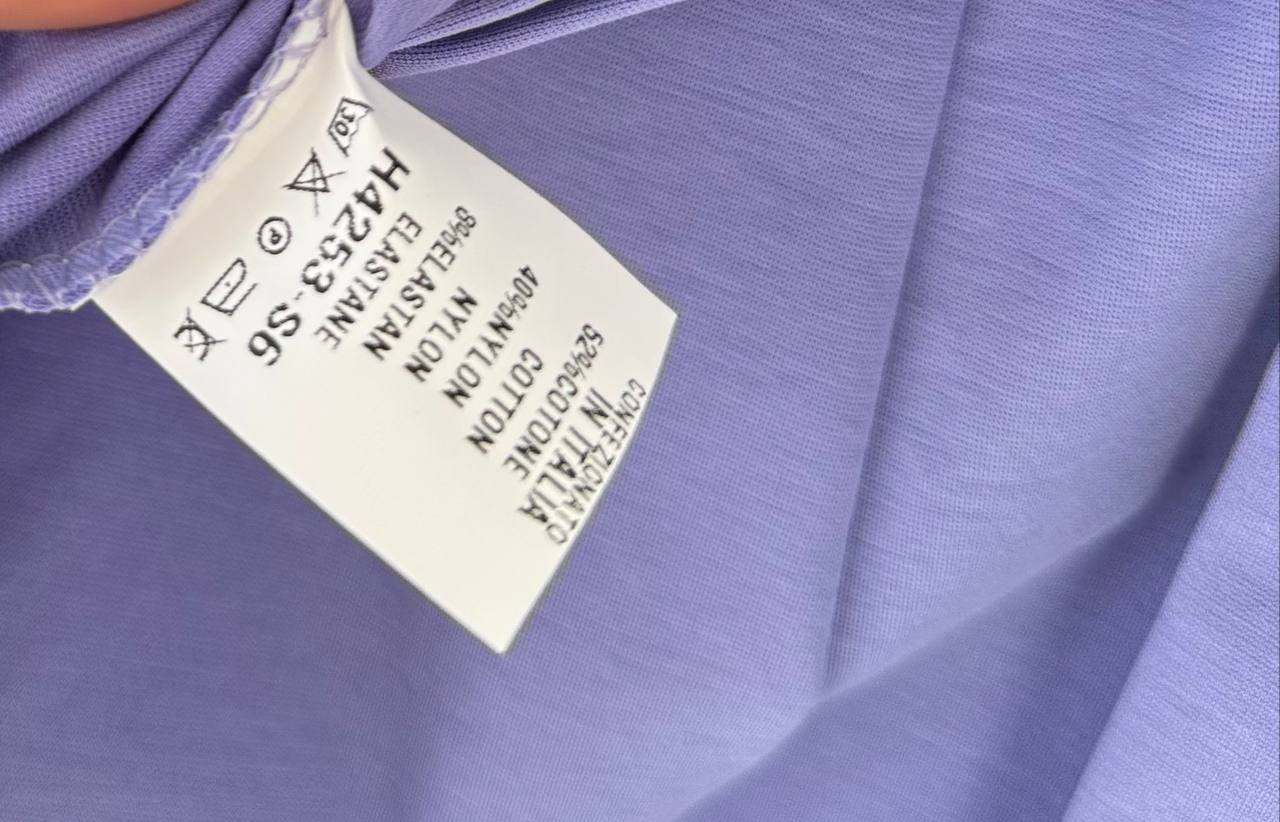 CONFEZIONATO
IN ITALIA
52%COTONE
COTTON
40%NYLON
NYLON
8%ELASTAN
ELASTANE
H4253-S6
30 P